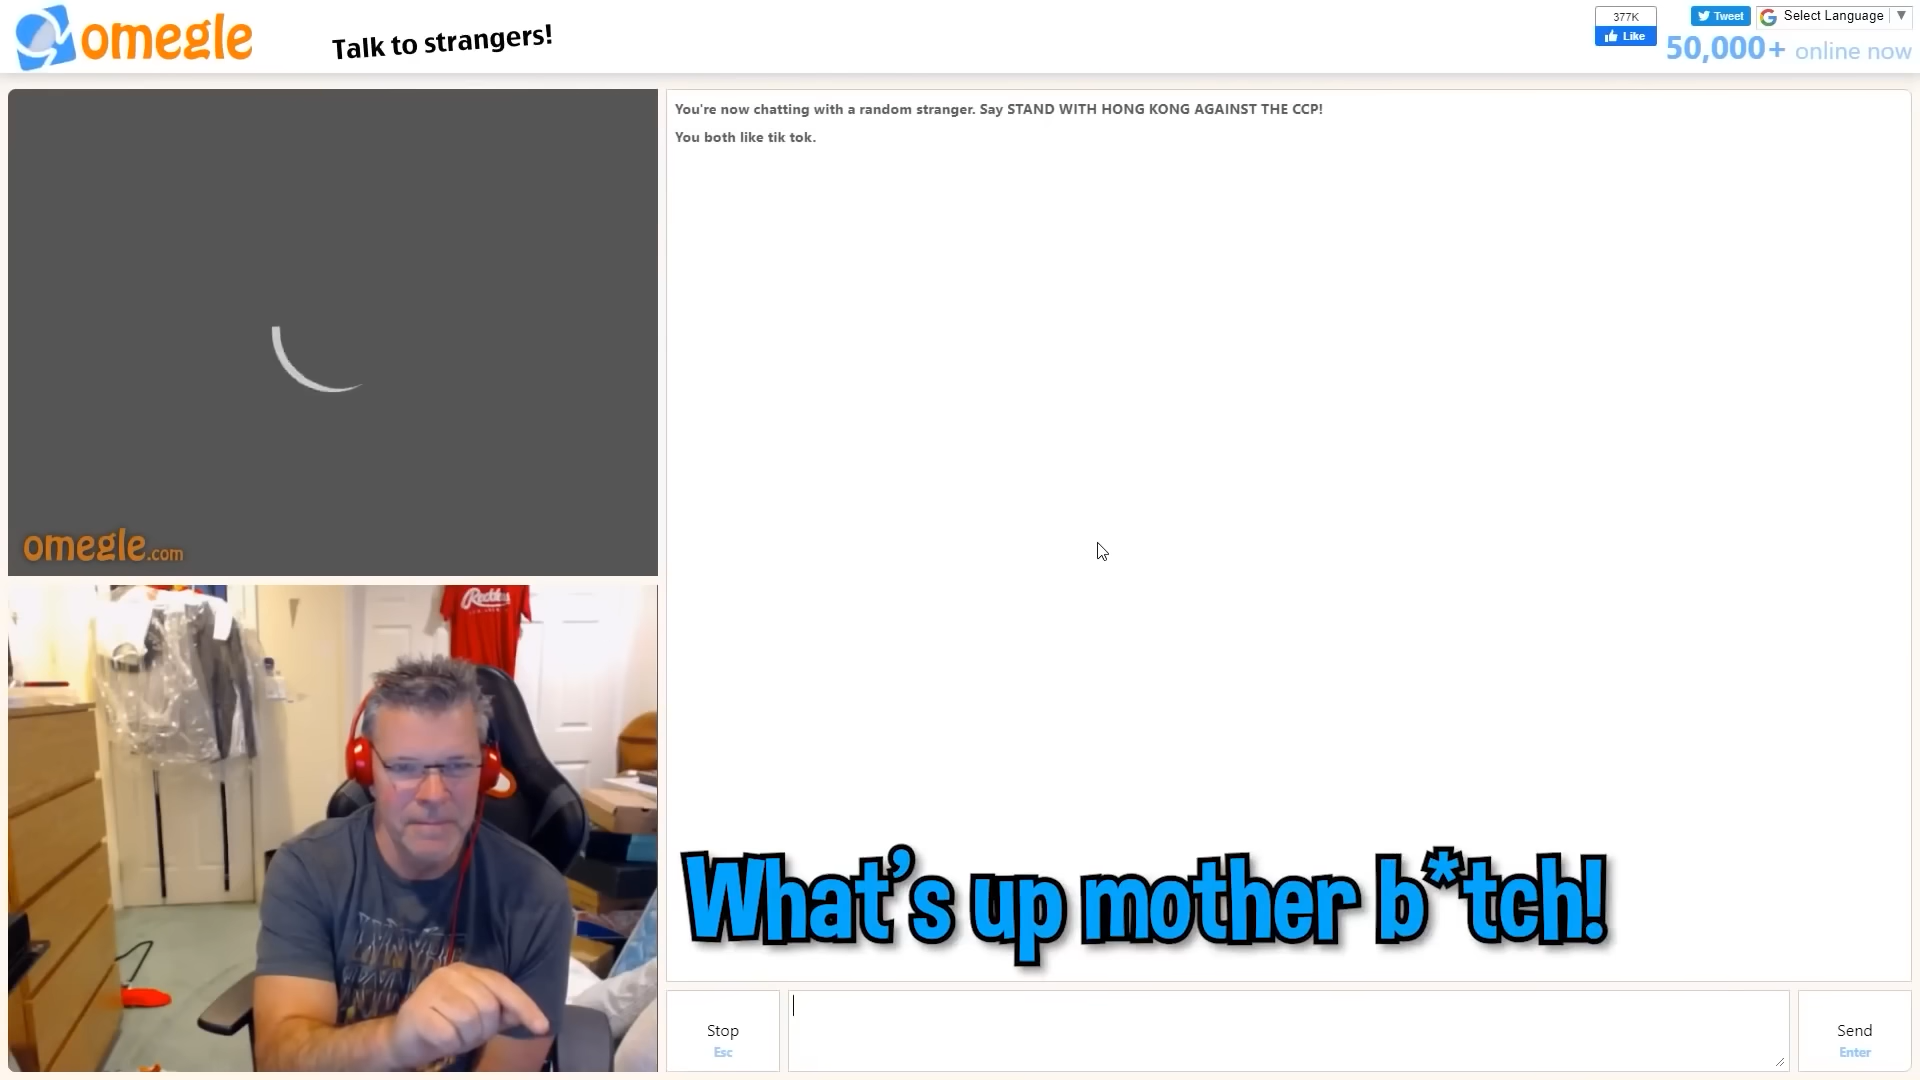 omegle
Talk to strangers!
377K
Like
Tweet
Select Language
50,000+ online now
You're now chatting with a random stranger. Say STAND WITH HONG KONG AGAINST THE CCP!
You both like tik tok.
omegle.com
What's up mother b*tch!
Stop
Esc
Send
Enter